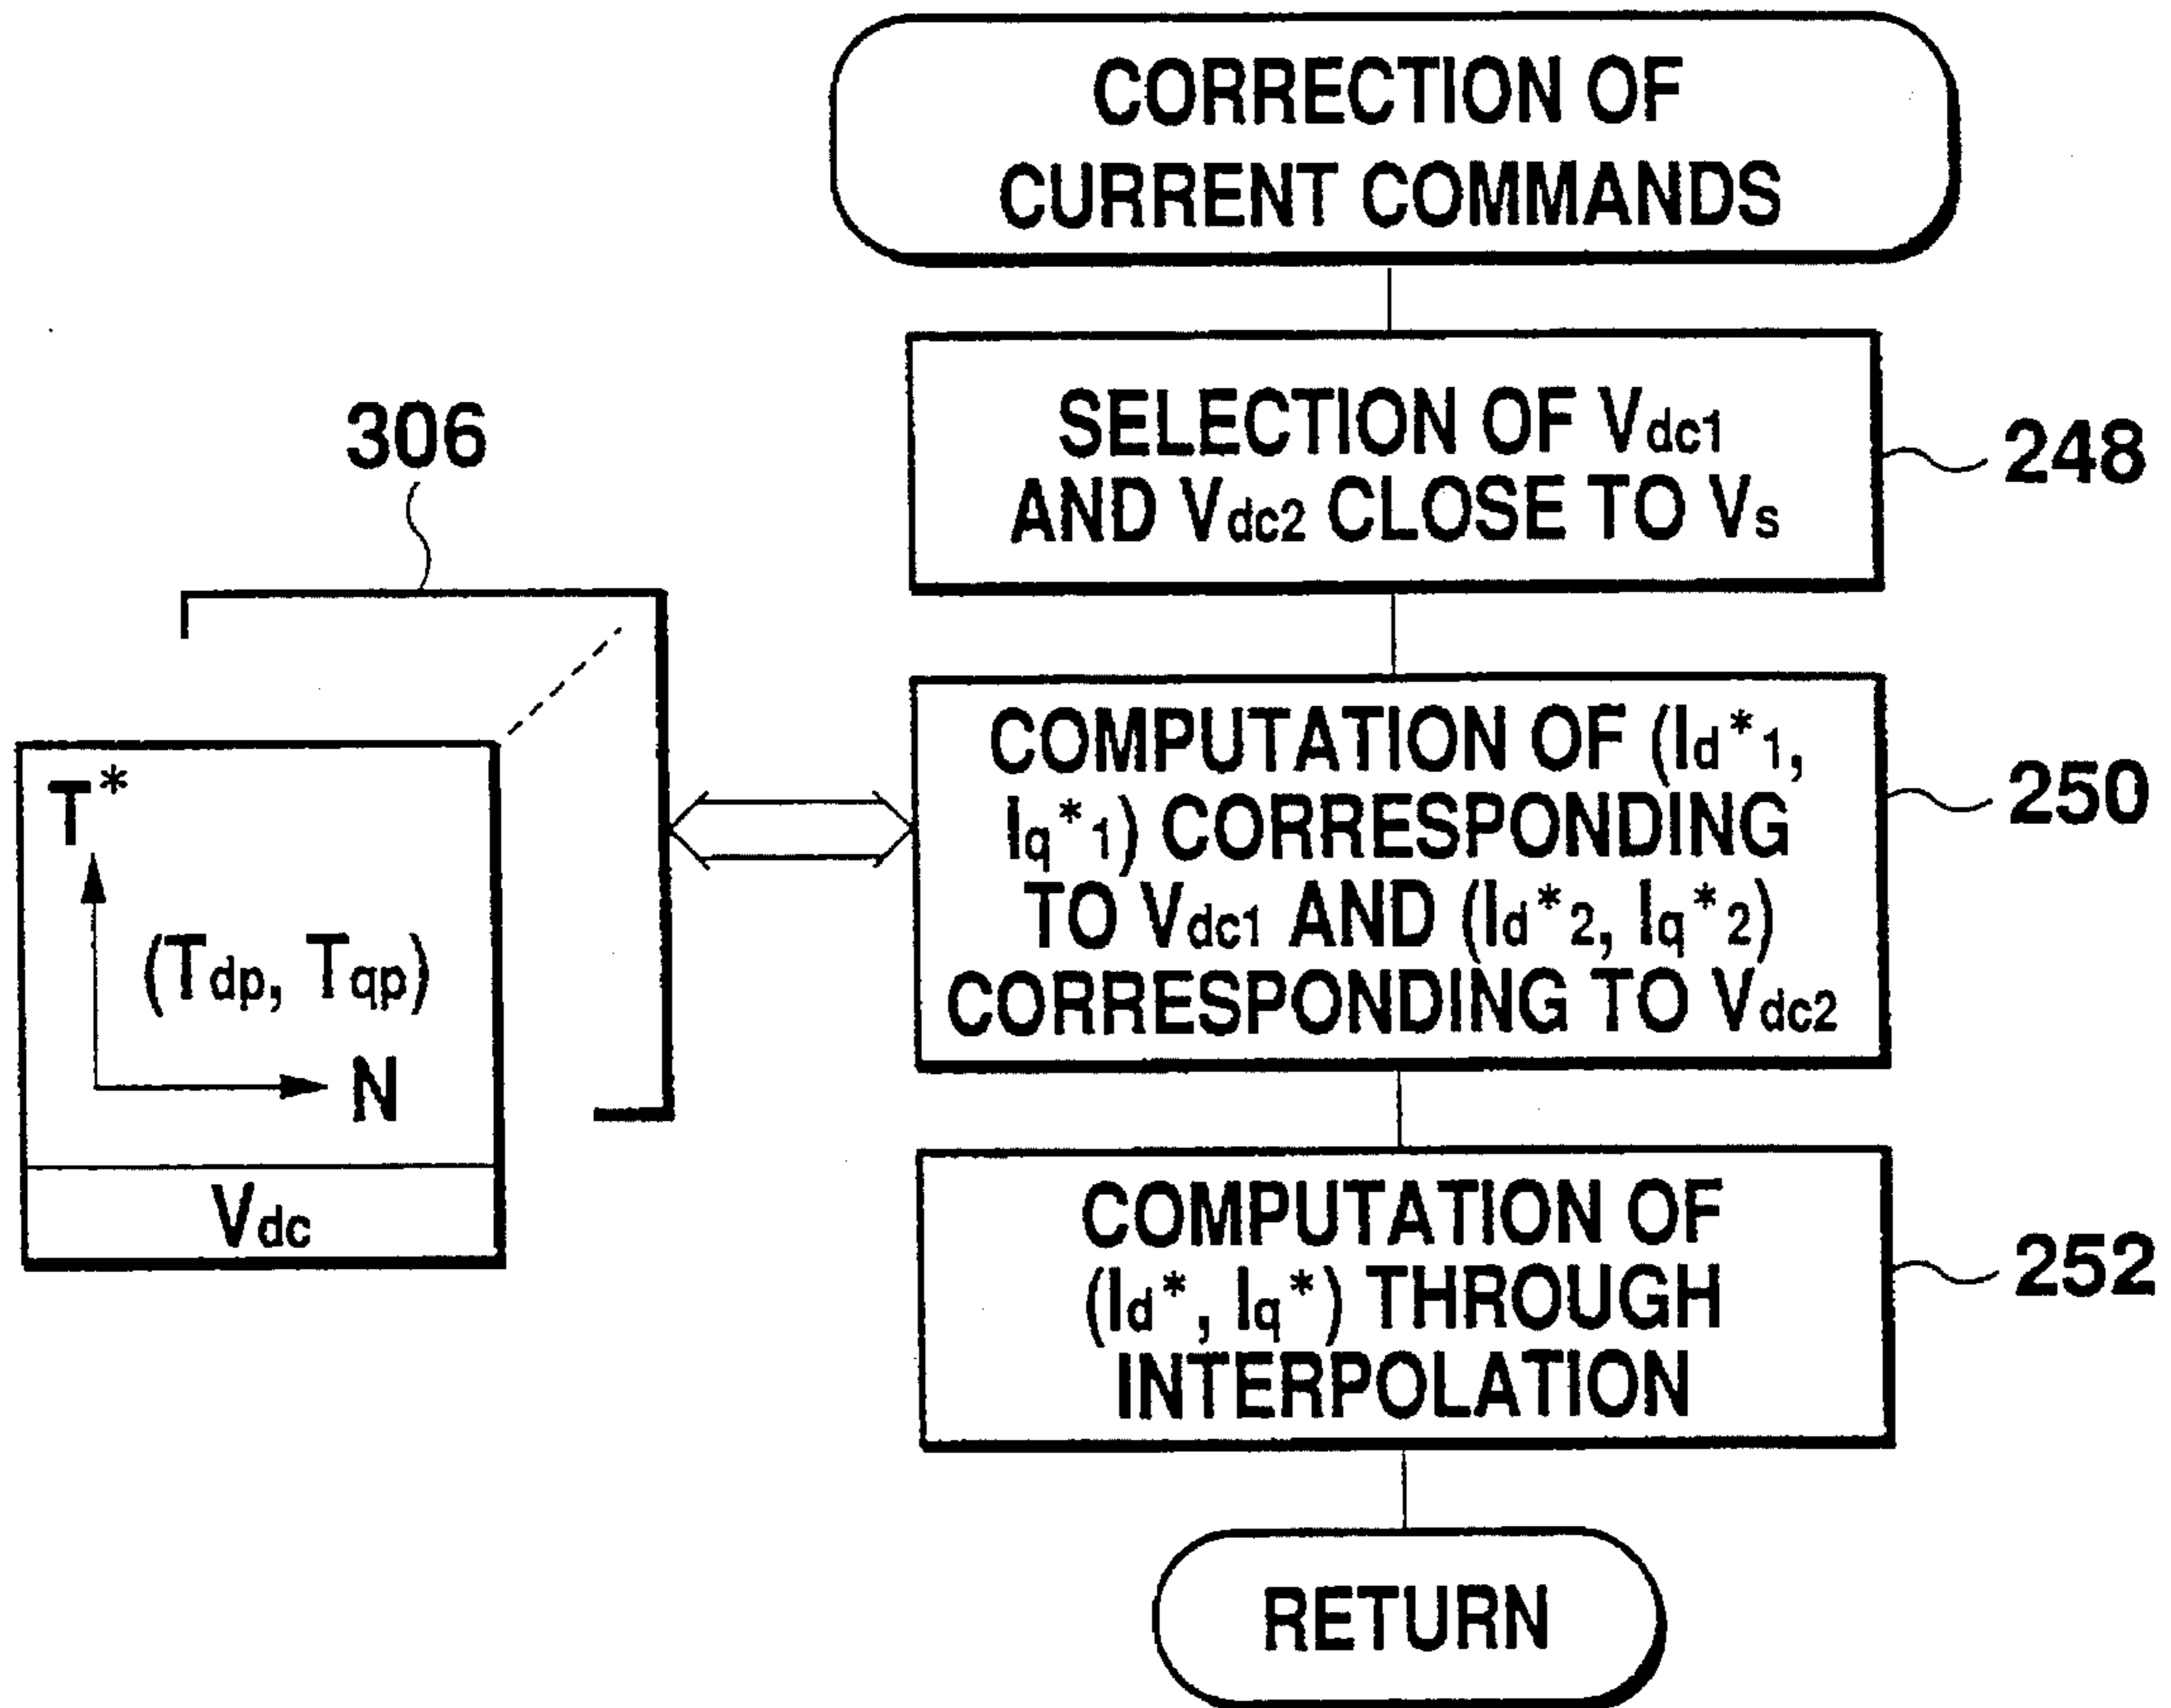 CORRECTION OF
CURRENT COMMANDS
SELECTION OF Vdc1
AND Vdc2 CLOSE TO Vs
248
306
COMPUTATION OF (Id*1,
Iq*1) CORRESPONDING
TO Vdc1 AND (Id*2, Iq*2)
CORRESPONDING TO Vdc2
250
T*
(Tdp, Tqp)
N
Vdc
COMPUTATION OF
(Id*, Iq*) THROUGH
INTERPOLATION
252
RETURN